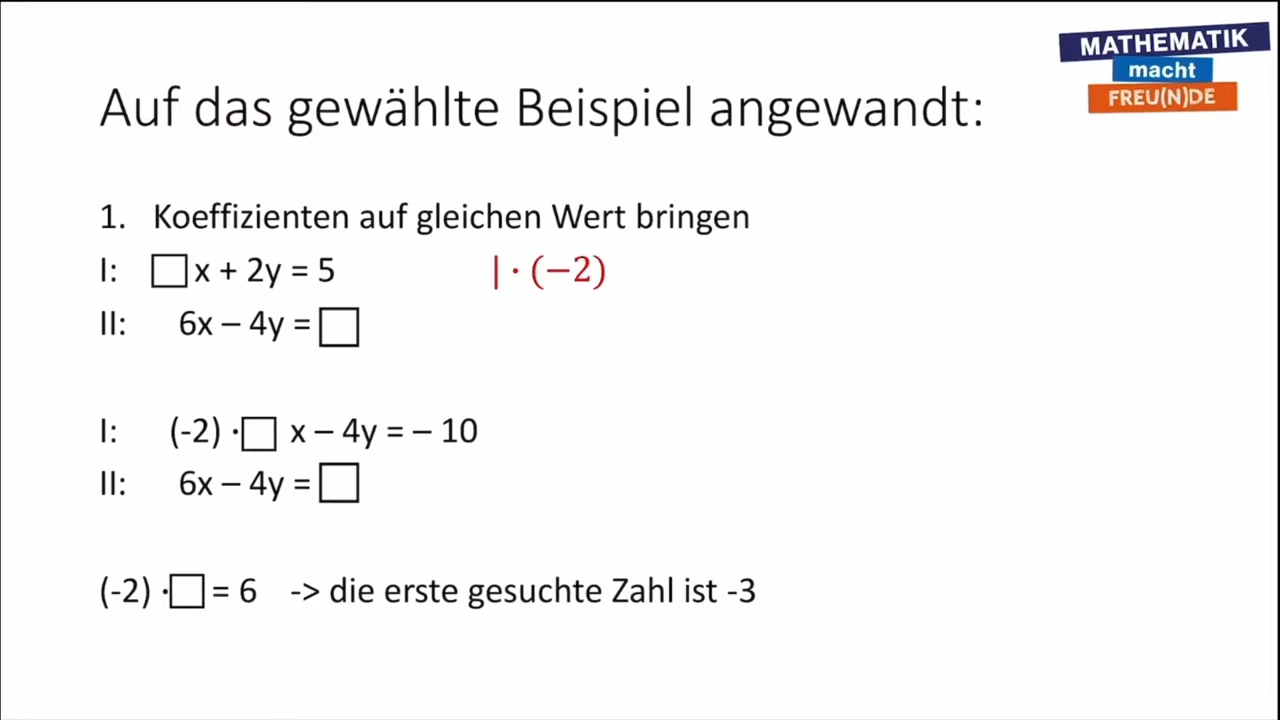 MATHEMATIK
macht
FREU(N)DE
Auf das gewählte Beispiel angewandt:
1. Koeffizienten auf gleichen Wert bringen
I: □x + 2y = 5 | · (−2)
II: 6x – 4y = □
I: (-2) ·□ x – 4y = – 10
II: 6x – 4y = □
(-2) ·□ = 6 -> die erste gesuchte Zahl ist -3